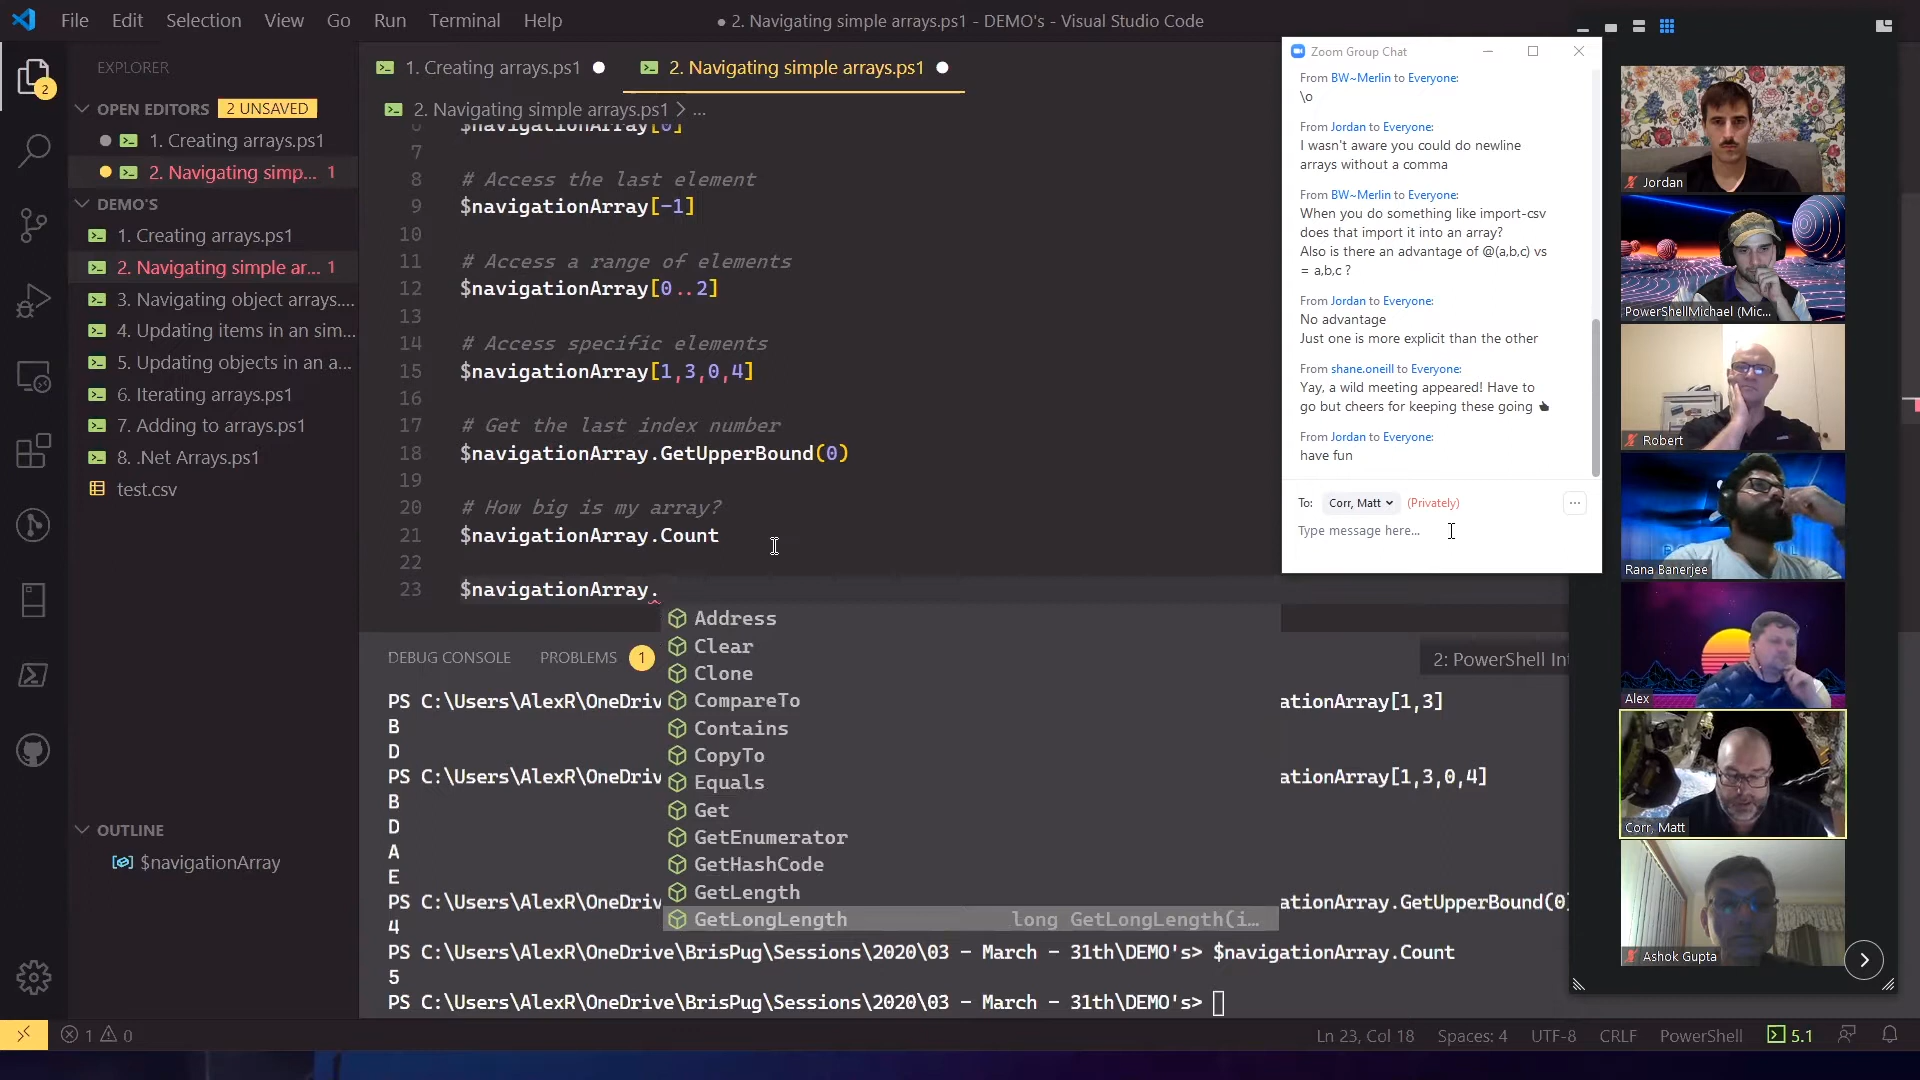 File Edit Selection View Go Run Terminal Help
● 2. Navigating simple arrays.ps1 - DEMO's - Visual Studio Code
EXPLORER
OPEN EDITORS 2 UNSAVED
1. Creating arrays.ps1
2. Navigating simp... 1
DEMO'S
1. Creating arrays.ps1
2. Navigating simple ar... 1
3. Navigating object arrays....
4. Updating items in an sim...
5. Updating objects in an a...
6. Iterating arrays.ps1
7. Adding to arrays.ps1
8. .Net Arrays.ps1
test.csv
OUTLINE
$navigationArray
2
1. Creating arrays.ps1
2. Navigating simple arrays.ps1
2. Navigating simple arrays.ps1 > ...
6 $navigationArray[0]
7
8 # Access the last element
9 $navigationArray[-1]
10
11 # Access a range of elements
12 $navigationArray[0..2]
13
14 # Access specific elements
15 $navigationArray[1,3,0,4]
16
17 # Get the last index number
18 $navigationArray.GetUpperBound(0)
19
20 # How big is my array?
21 $navigationArray.Count
22
23 $navigationArray.
Address
Clear
Clone
CompareTo
Contains
CopyTo
Equals
Get
GetEnumerator
GetHashCode
GetLength
GetLongLength long GetLongLength(i...
DEBUG CONSOLE PROBLEMS 1
2: PowerShell Int
PS C:\Users\AlexR\OneDriv ationArray[1,3]
B
D
PS C:\Users\AlexR\OneDriv ationArray[1,3,0,4]
B
D
A
E
PS C:\Users\AlexR\OneDriv ationArray.GetUpperBound(0)
4
PS C:\Users\AlexR\OneDrive\BrisPug\Sessions\2020\03 - March - 31th\DEMO's> $navigationArray.Count
5
PS C:\Users\AlexR\OneDrive\BrisPug\Sessions\2020\03 - March - 31th\DEMO's>
1 0
Ln 23, Col 18 Spaces: 4 UTF-8 CRLF PowerShell 5.1
Zoom Group Chat
From BW~Merlin to Everyone:
\o
From Jordan to Everyone:
I wasn't aware you could do newline
arrays without a comma
From BW~Merlin to Everyone:
When you do something like import-csv
does that import it into an array?
Also is there an advantage of @(a,b,c) vs
= a,b,c ?
From Jordan to Everyone:
No advantage
Just one is more explicit than the other
From shane.oneill to Everyone:
Yay, a wild meeting appeared! Have to
go but cheers for keeping these going
From Jordan to Everyone:
have fun
To: Corr, Matt (Privately)
...
Type message here...
Jordan
PowerShellMichael (Mic...
Robert
Rana Banerjee
Alex
Corr, Matt
Ashok Gupta